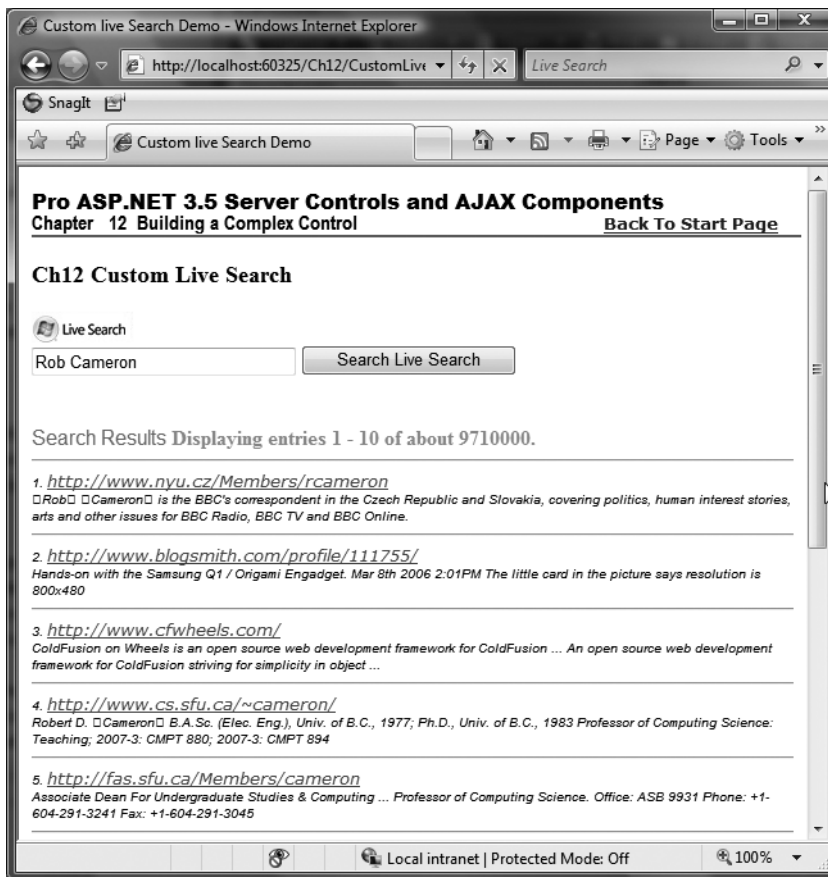 Custom live Search Demo - Windows Internet Explorer
http://localhost:60325/Ch12/CustomLive
Live Search
SnagIt
Custom live Search Demo
Page
Tools
Pro ASP.NET 3.5 Server Controls and AJAX Components
Chapter 12 Building a Complex Control
Back To Start Page
Ch12 Custom Live Search
Live Search
Rob Cameron
Search Live Search
Search Results Displaying entries 1 - 10 of about 9710000.
1. http://www.nyu.cz/Members/rcameron
□Rob□ □Cameron□ is the BBC's correspondent in the Czech Republic and Slovakia, covering politics, human interest stories,
arts and other issues for BBC Radio, BBC TV and BBC Online.
2. http://www.blogsmith.com/profile/111755/
Hands-on with the Samsung Q1 / Origami Engadget. Mar 8th 2006 2:01PM The little card in the picture says resolution is
800x480
3. http://www.cfwheels.com/
ColdFusion on Wheels is an open source web development framework for ColdFusion ... An open source web development
framework for ColdFusion striving for simplicity in object ...
4. http://www.cs.sfu.ca/~cameron/
Robert D. □Cameron□ B.A.Sc. (Elec. Eng.), Univ. of B.C., 1977; Ph.D., Univ. of B.C., 1983 Professor of Computing Science:
Teaching; 2007-3: CMPT 880; 2007-3: CMPT 894
5. http://fas.sfu.ca/Members/cameron
Associate Dean For Undergraduate Studies & Computing ... Professor of Computing Science. Office: ASB 9931 Phone: +1-
604-291-3241 Fax: +1-604-291-3045
Local intranet | Protected Mode: Off
100%